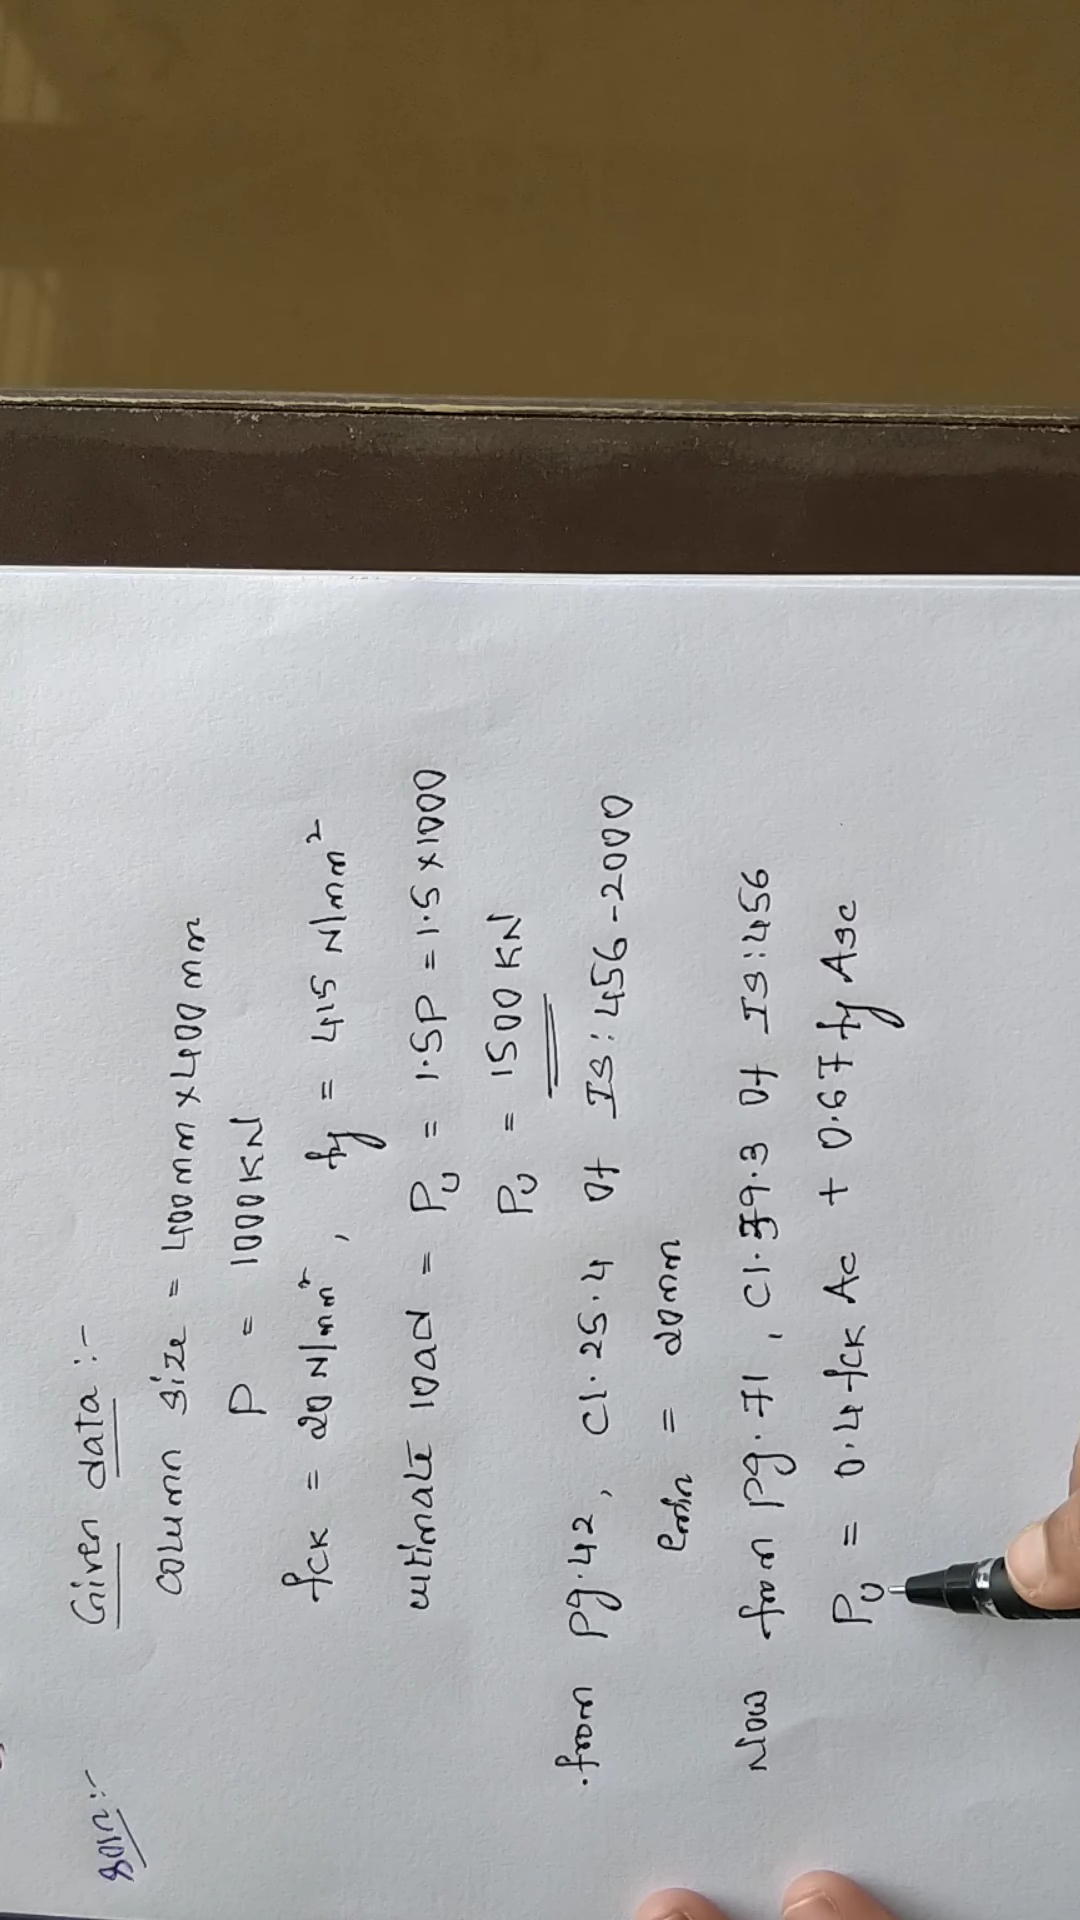 Soln:-
Given data :-
column size = 400mm x 400mm
P = 1000KN
fck = 20 N/mm², fy = 415 N/mm²
ultimate load = Pu = 1.5P = 1.5 x 1000
Pu = 1500 KN
from Pg.42, Cl.25.4 of IS:456-2000
emin = 20mm
Now from Pg.71, Cl.39.3 of IS:456
Pu = 0.4 fck Ac + 0.67 fy Asc